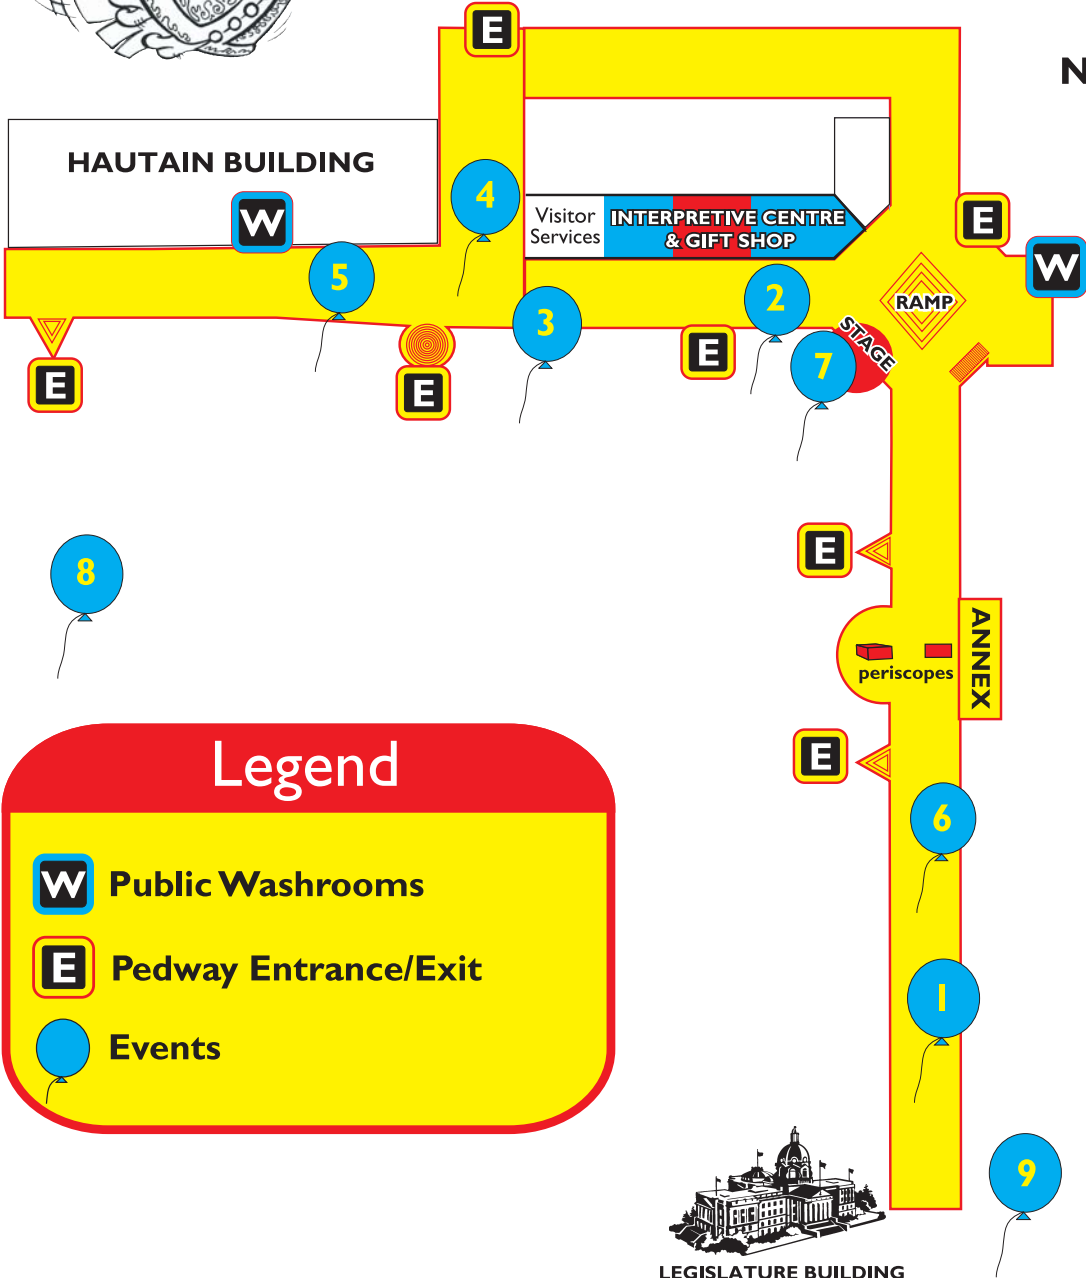 E
N
HAUTAIN BUILDING
4
W
Visitor
Services
INTERPRETIVE CENTRE
& GIFT SHOP
E
W
5
2
RAMP
3
STAGE
E
7
E
E
E
8
ANNEX
periscopes
E
Legend
6
W Public Washrooms
E Pedway Entrance/Exit
Events
1
9
LEGISLATURE BUILDING